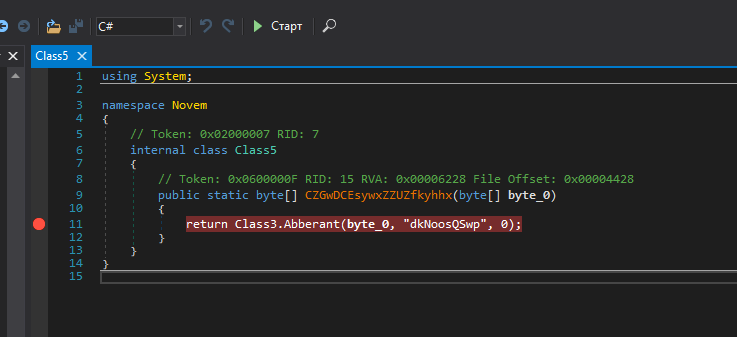 C#
Старт
Class5
1 using System;
2
3 namespace Novem
4 {
5 // Token: 0x02000007 RID: 7
6 internal class Class5
7 {
8 // Token: 0x0600000F RID: 15 RVA: 0x00006228 File Offset: 0x00004428
9 public static byte[] CZGwDCEsywxZZUZfkyhhx(byte[] byte_0)
10 {
11 return Class3.Abberant(byte_0, "dkNoosQSwp", 0);
12 }
13 }
14 }
15